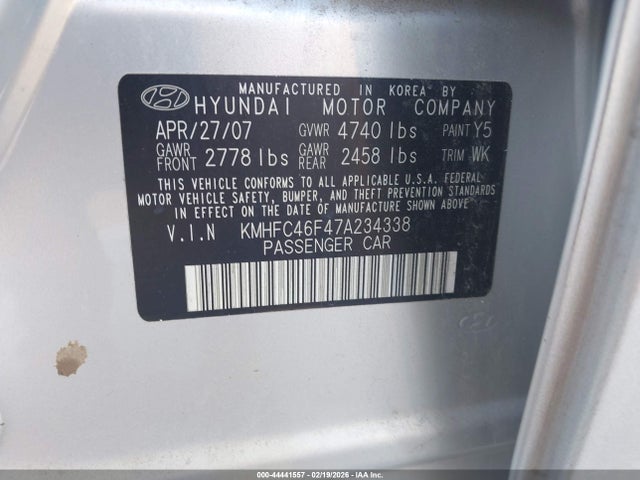 MANUFACTURED IN KOREA BY
HYUNDAI MOTOR COMPANY
APR/27/07 GVWR 4740 lbs PAINT Y5
GAWR FRONT 2778 lbs GAWR REAR 2458 lbs TRIM WK
THIS VEHICLE CONFORMS TO ALL APPLICABLE U.S.A. FEDERAL
MOTOR VEHICLE SAFETY, BUMPER, AND THEFT PREVENTION STANDARDS
IN EFFECT ON THE DATE OF MANUFACTURE SHOWN ABOVE.
V.I.N KMHFC46F47A234338
PASSENGER CAR
000-44441557 - 02/19/2026 - IAAI.COM